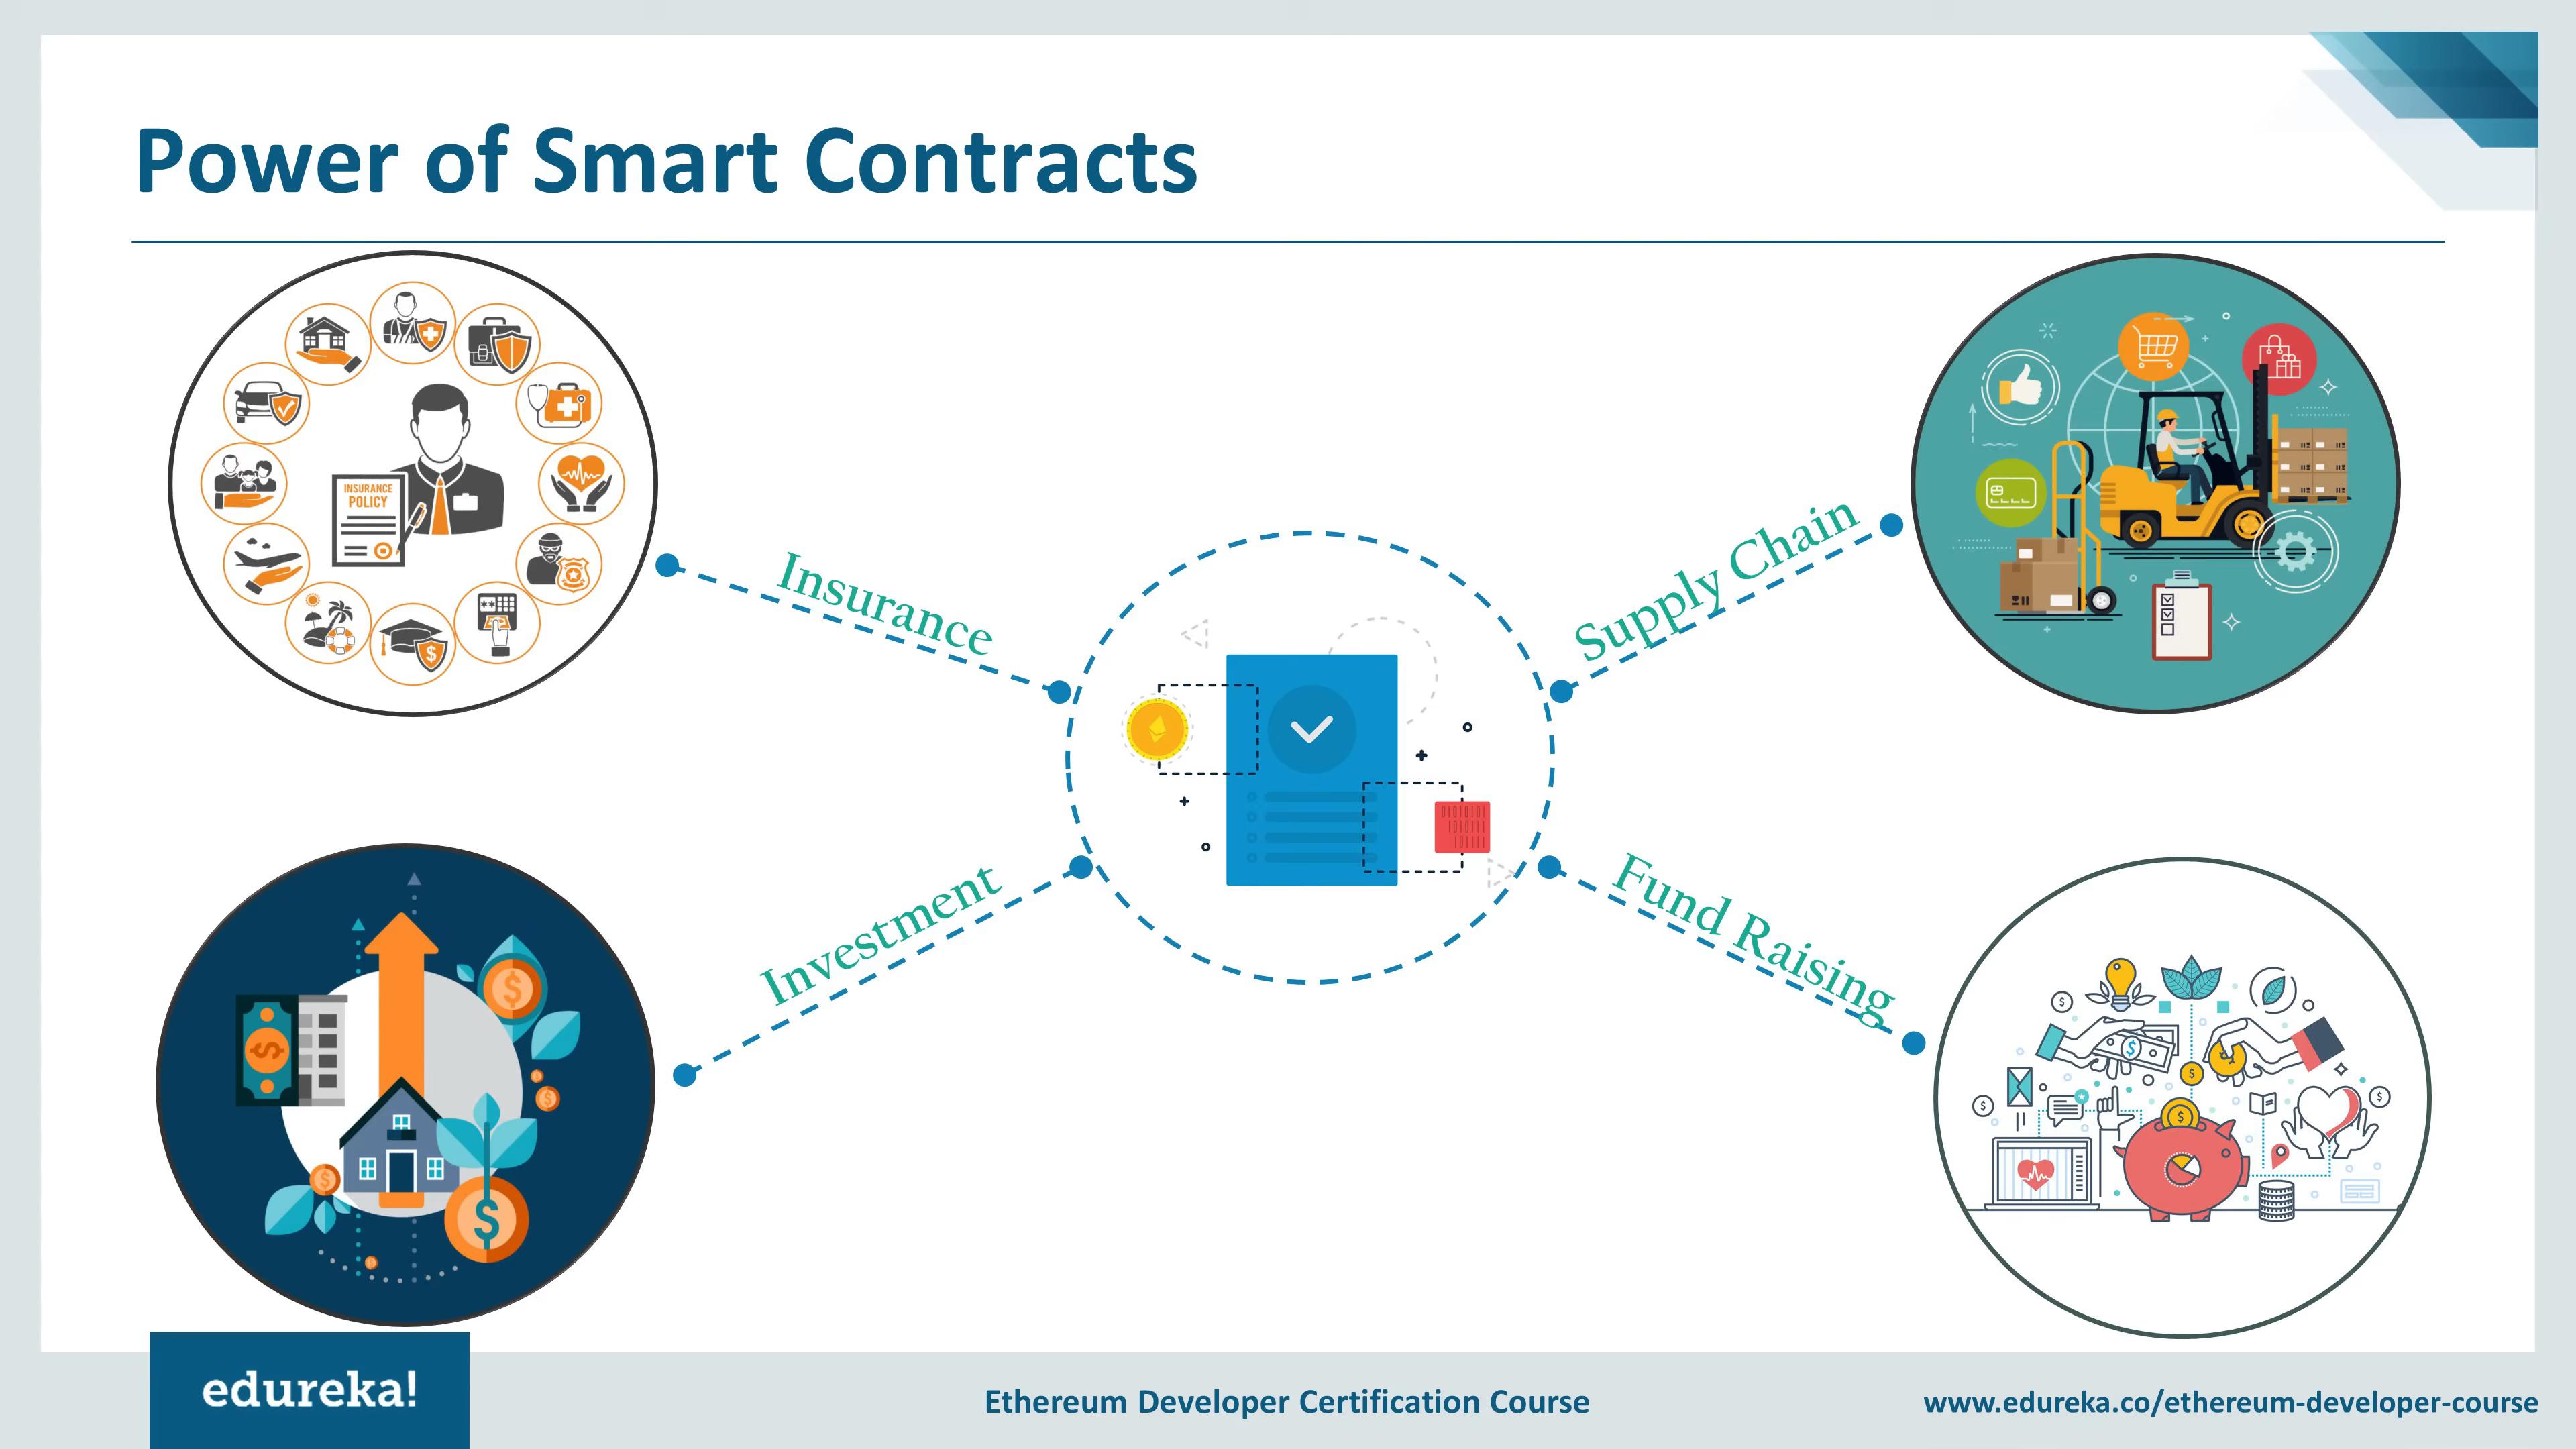 Power of Smart Contracts
INSURANCE
POLICY
Insurance
Supply Chain
Investment
Fund Raising
edureka!
Ethereum Developer Certification Course
www.edureka.co/ethereum-developer-course